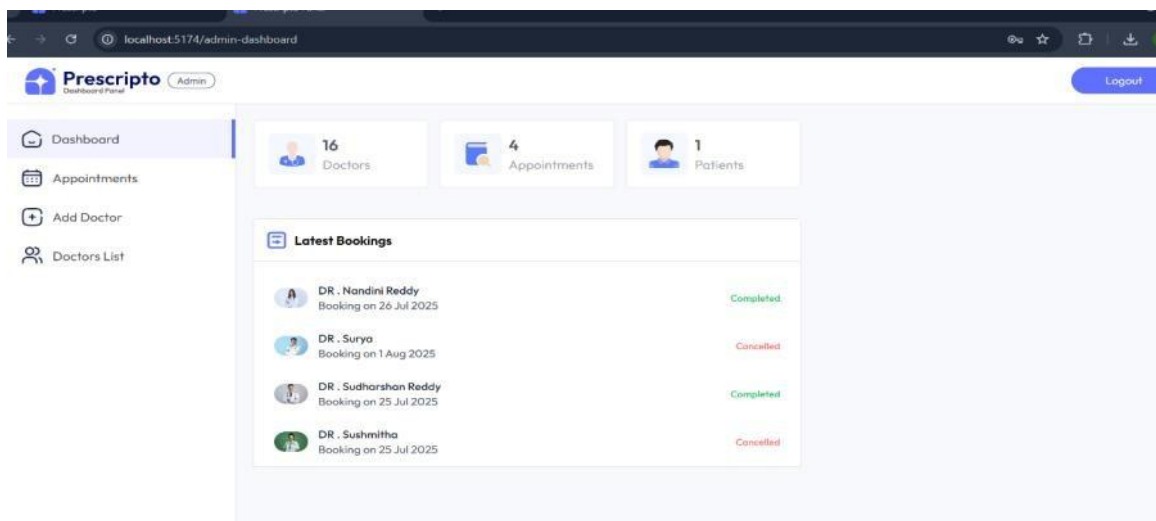 localhost:5174/admin-dashboard
Prescripto Admin
Dashboard Panel
Logout
Dashboard
Appointments
Add Doctor
Doctors List
16
Doctors
4
Appointments
1
Patients
Latest Bookings
DR . Nandini Reddy
Booking on 26 Jul 2025
Completed
DR . Surya
Booking on 1 Aug 2025
Cancelled
DR . Sudharshan Reddy
Booking on 25 Jul 2025
Completed
DR . Sushmitha
Booking on 25 Jul 2025
Cancelled